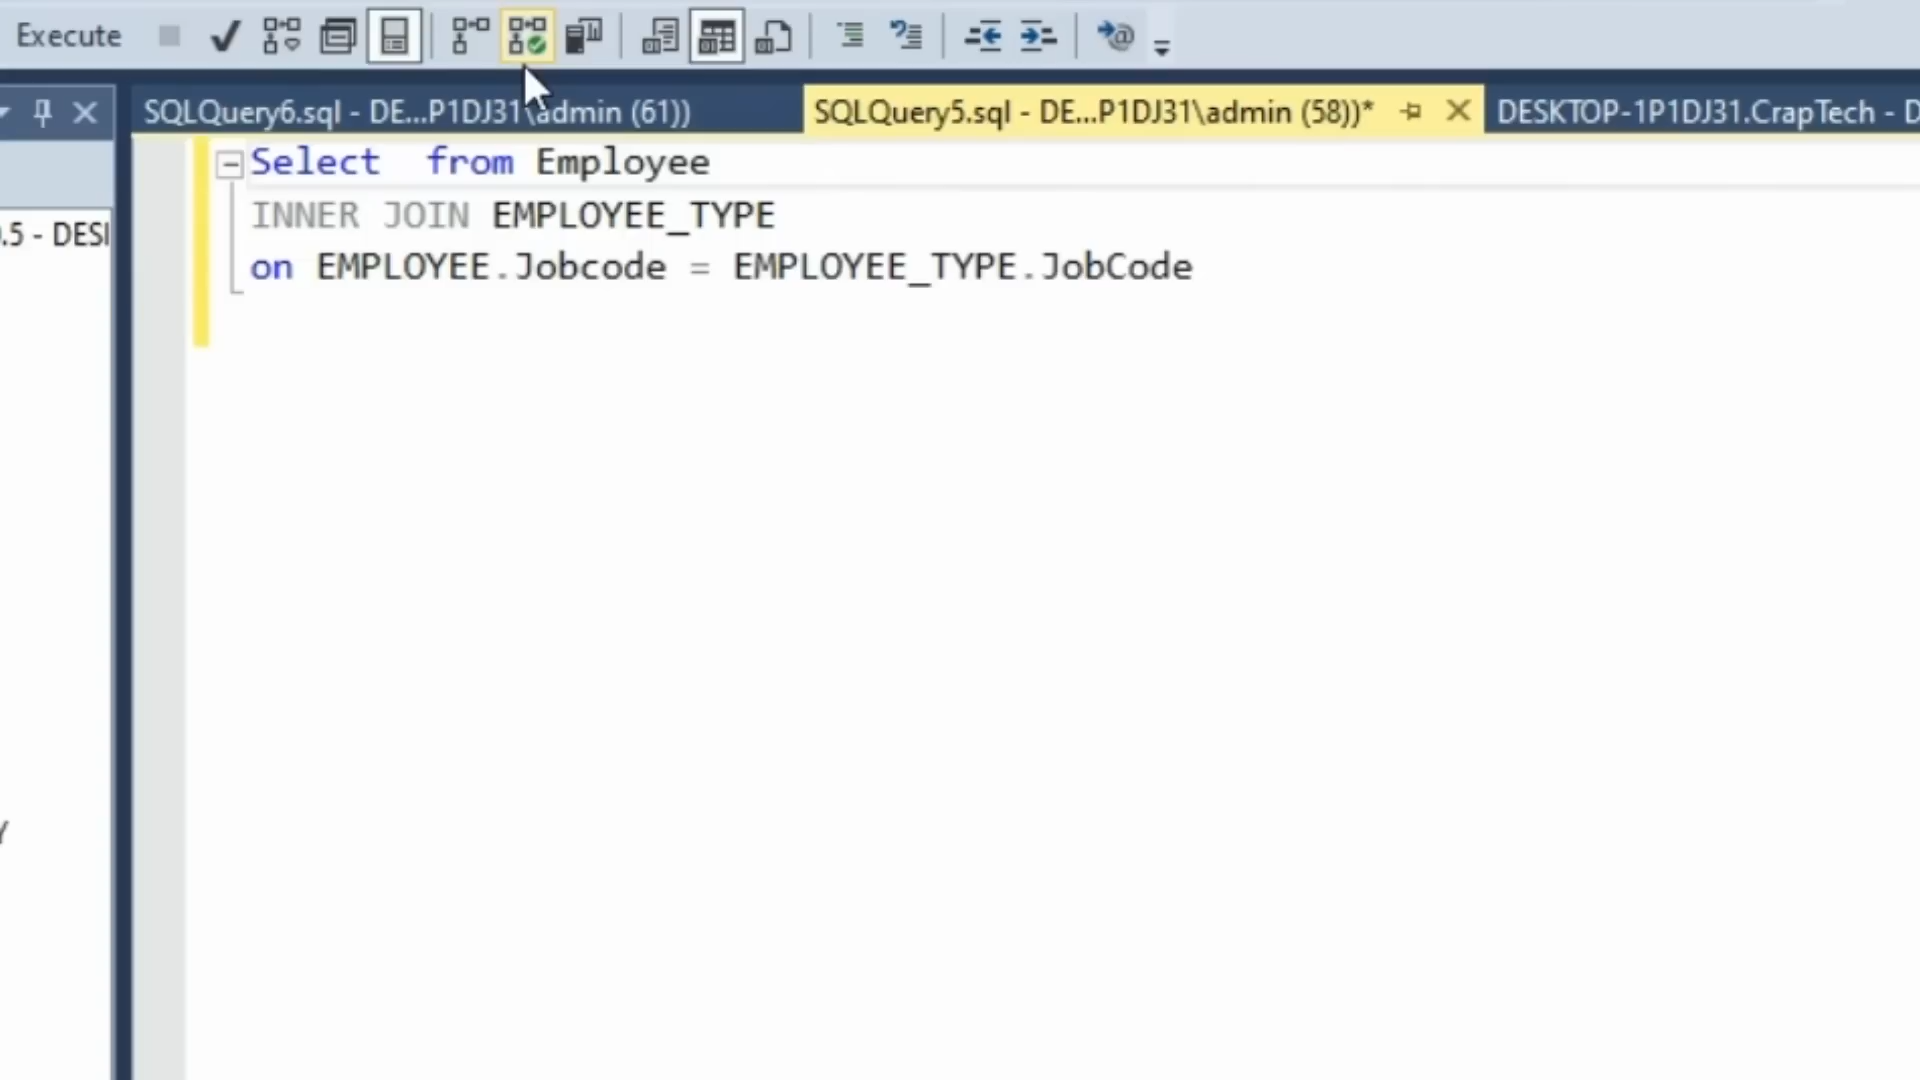 Execute
SQLQuery6.sql - DE...P1DJ31\admin (61))
SQLQuery5.sql - DE...P1DJ31\admin (58))*
DESKTOP-1P1DJ31.CrapTech - D
.5 - DESI
Select  from Employee
INNER JOIN EMPLOYEE_TYPE
on EMPLOYEE.Jobcode = EMPLOYEE_TYPE.JobCode